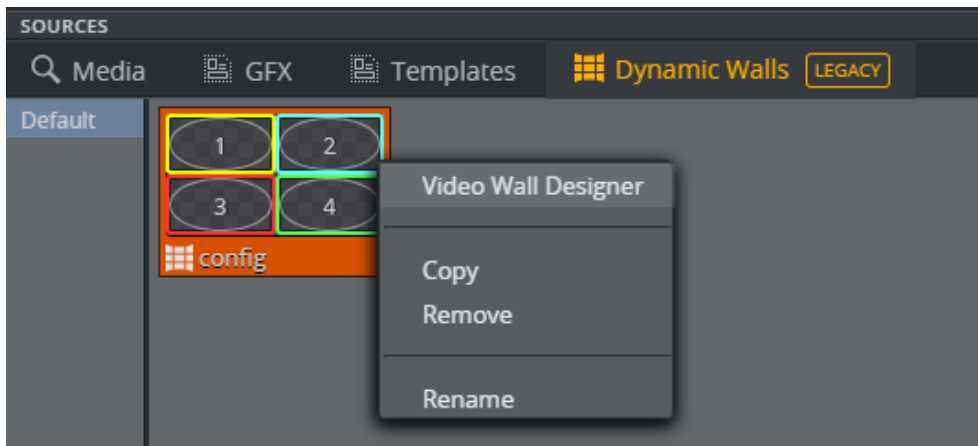 SOURCES
Media
GFX
Templates
Dynamic Walls LEGACY
Default
1
2
3
4
config
Video Wall Designer
Copy
Remove
Rename